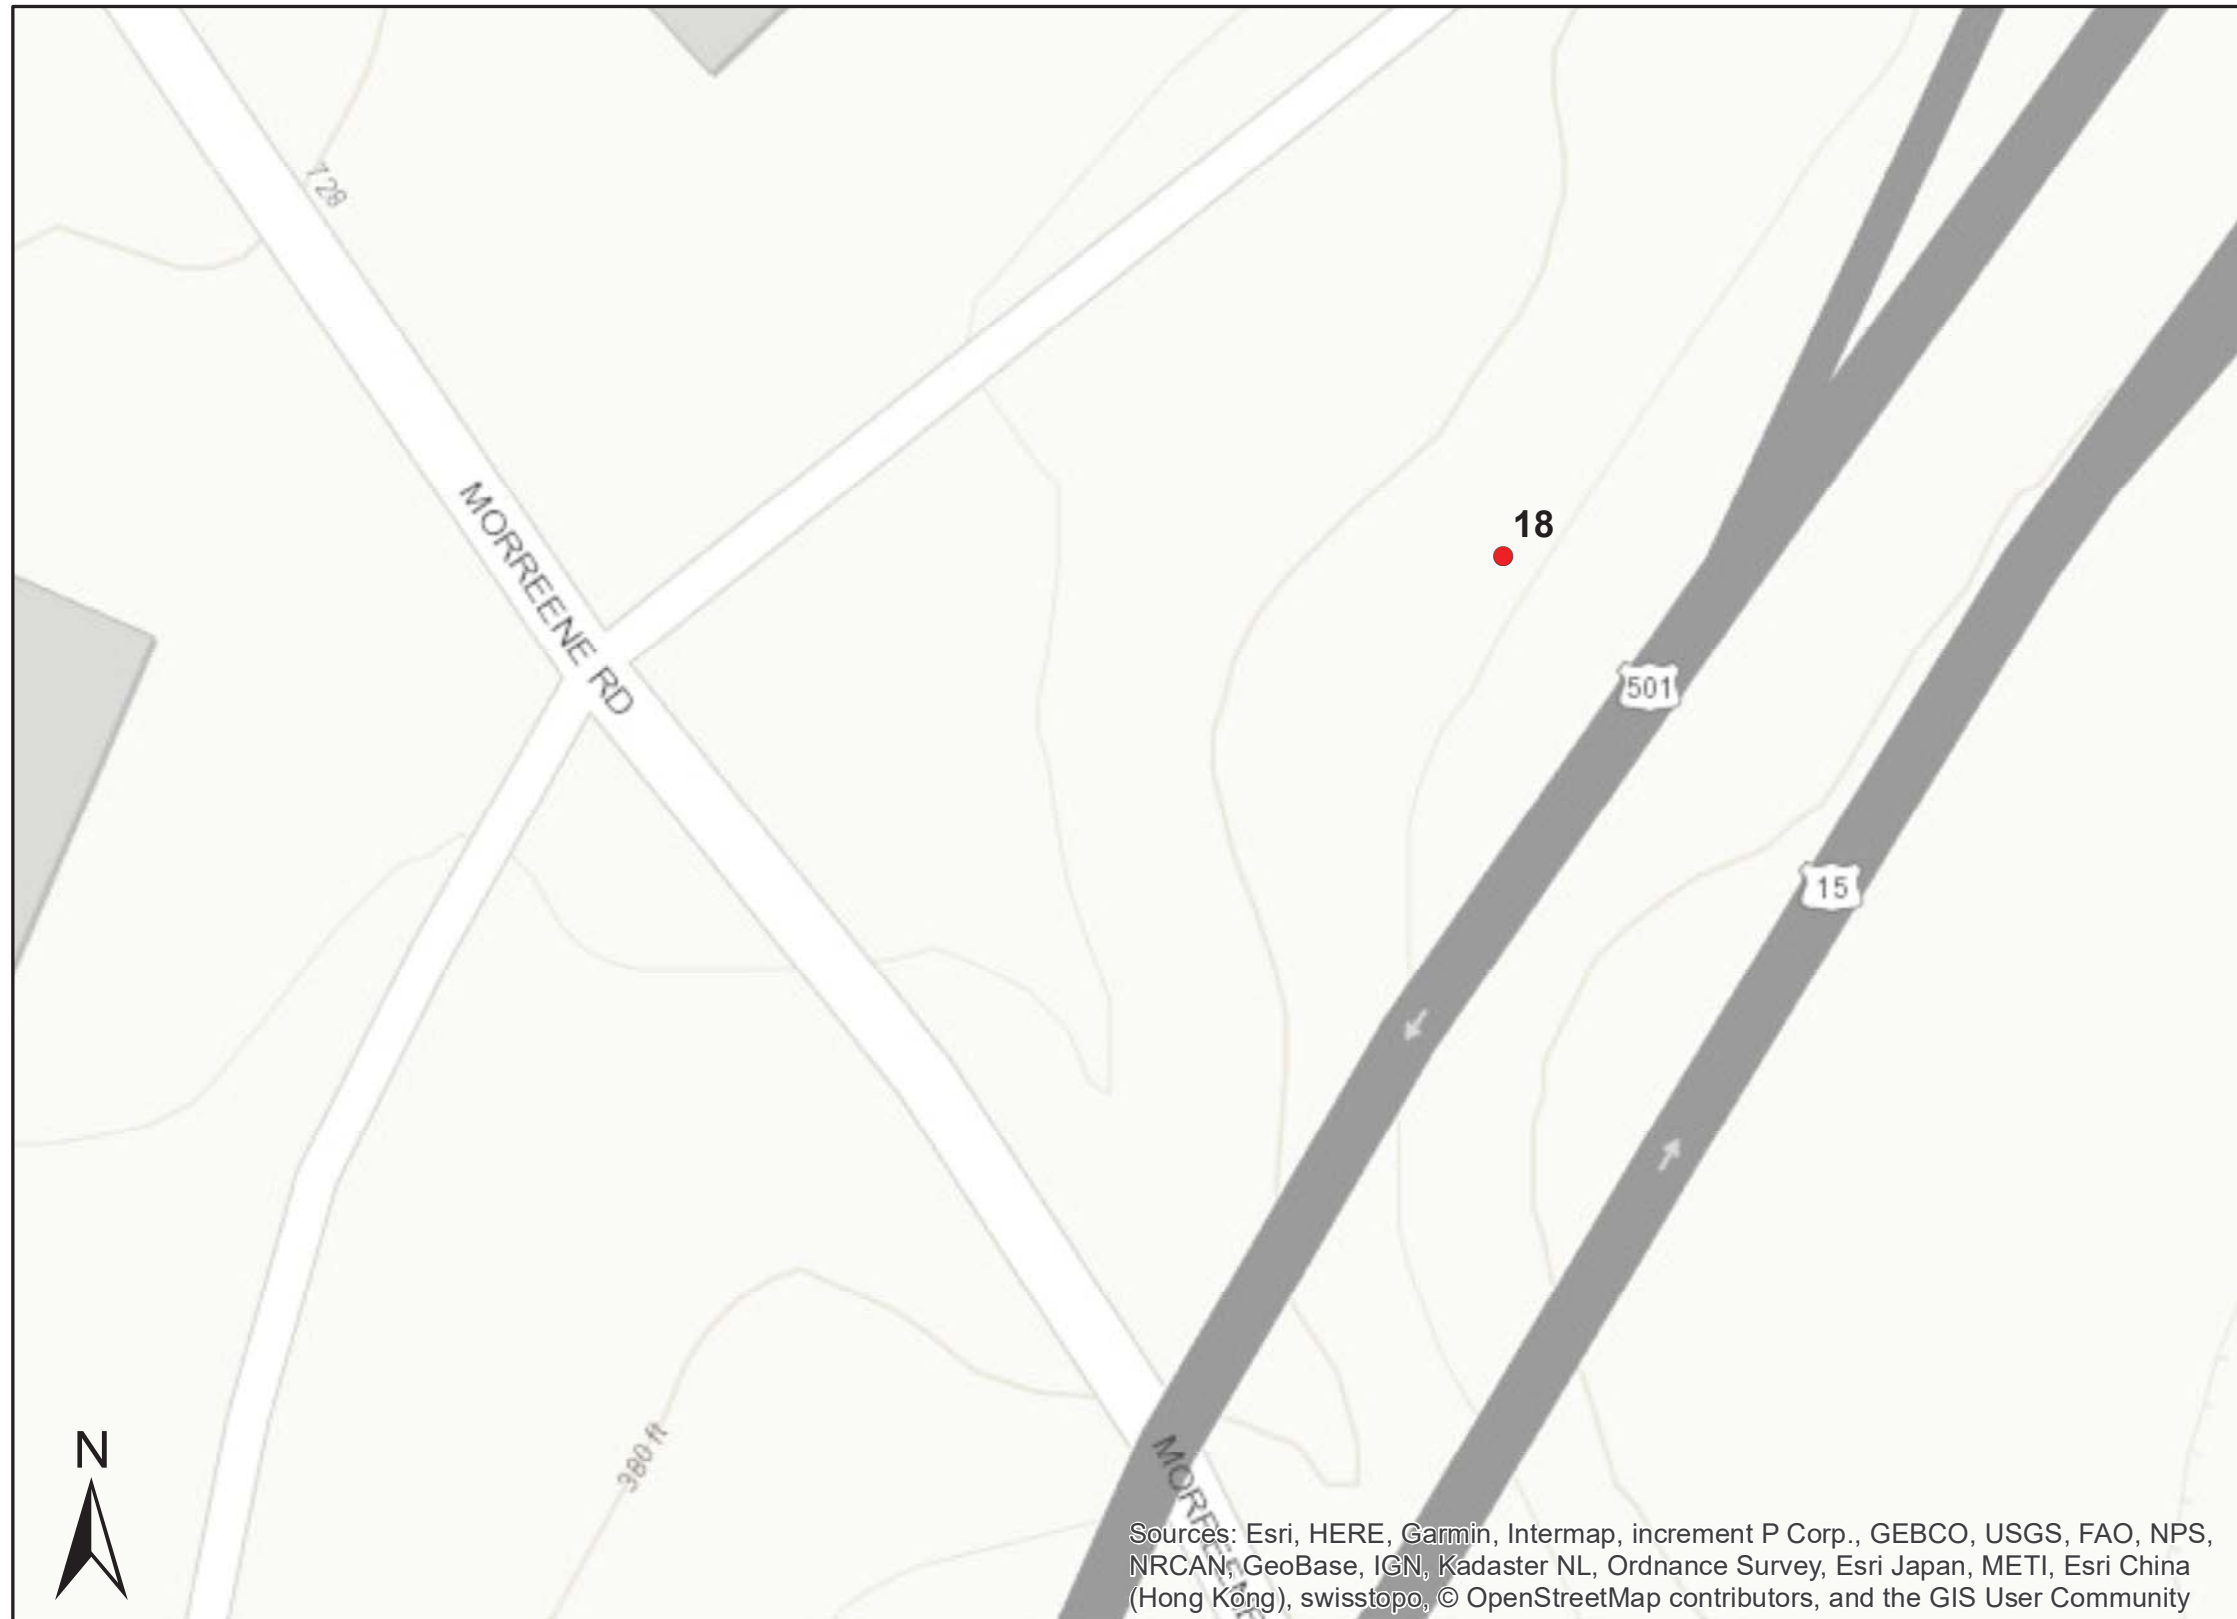 728
MORREENE RD
18
501
15
380 ft
N
MORREENE
Sources: Esri, HERE, Garmin, Intermap, increment P Corp., GEBCO, USGS, FAO, NPS,
NRCAN, GeoBase, IGN, Kadaster NL, Ordnance Survey, Esri Japan, METI, Esri China
(Hong Kong), swisstopo, © OpenStreetMap contributors, and the GIS User Community